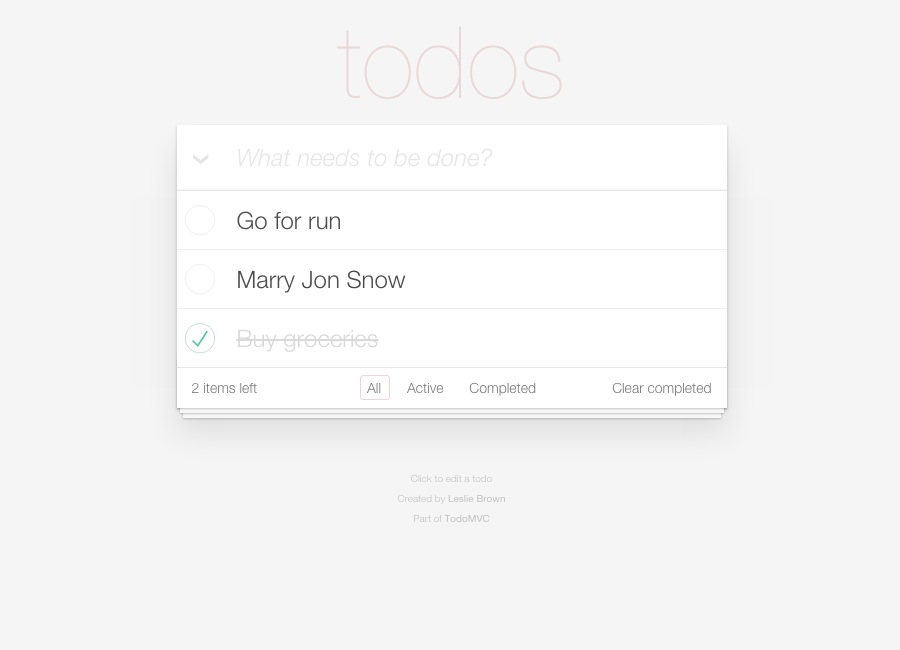 todos
What needs to be done?
Go for run
Marry Jon Snow
Buy groceries
2 items left All Active Completed Clear completed
Click to edit a todo
Created by Leslie Brown
Part of TodoMVC